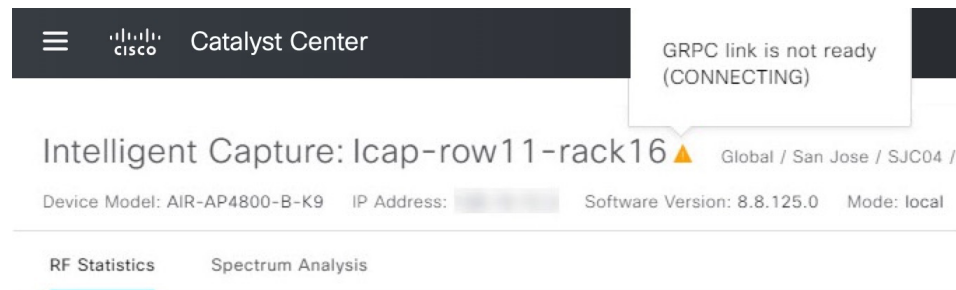 cisco Catalyst Center
GRPC link is not ready
(CONNECTING)
Intelligent Capture: Icap-row11-rack16 Global / San Jose / SJC04 /
Device Model: AIR-AP4800-B-K9 IP Address: Software Version: 8.8.125.0 Mode: local
RF Statistics Spectrum Analysis